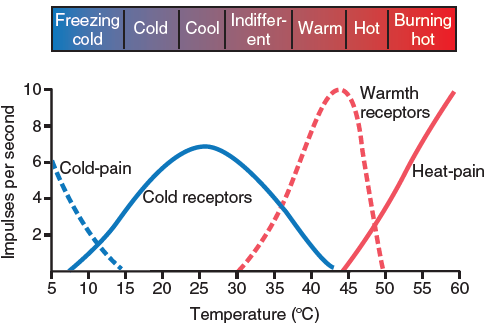 Freezing
cold
Cold
Cool
Indiffer-
ent
Warm
Hot
Burning
hot
Impulses per second
10
8
6
4
2
Cold-pain
Cold receptors
Warmth
receptors
Heat-pain
5 10 15 20 25 30 35 40 45 50 55 60
Temperature (°C)